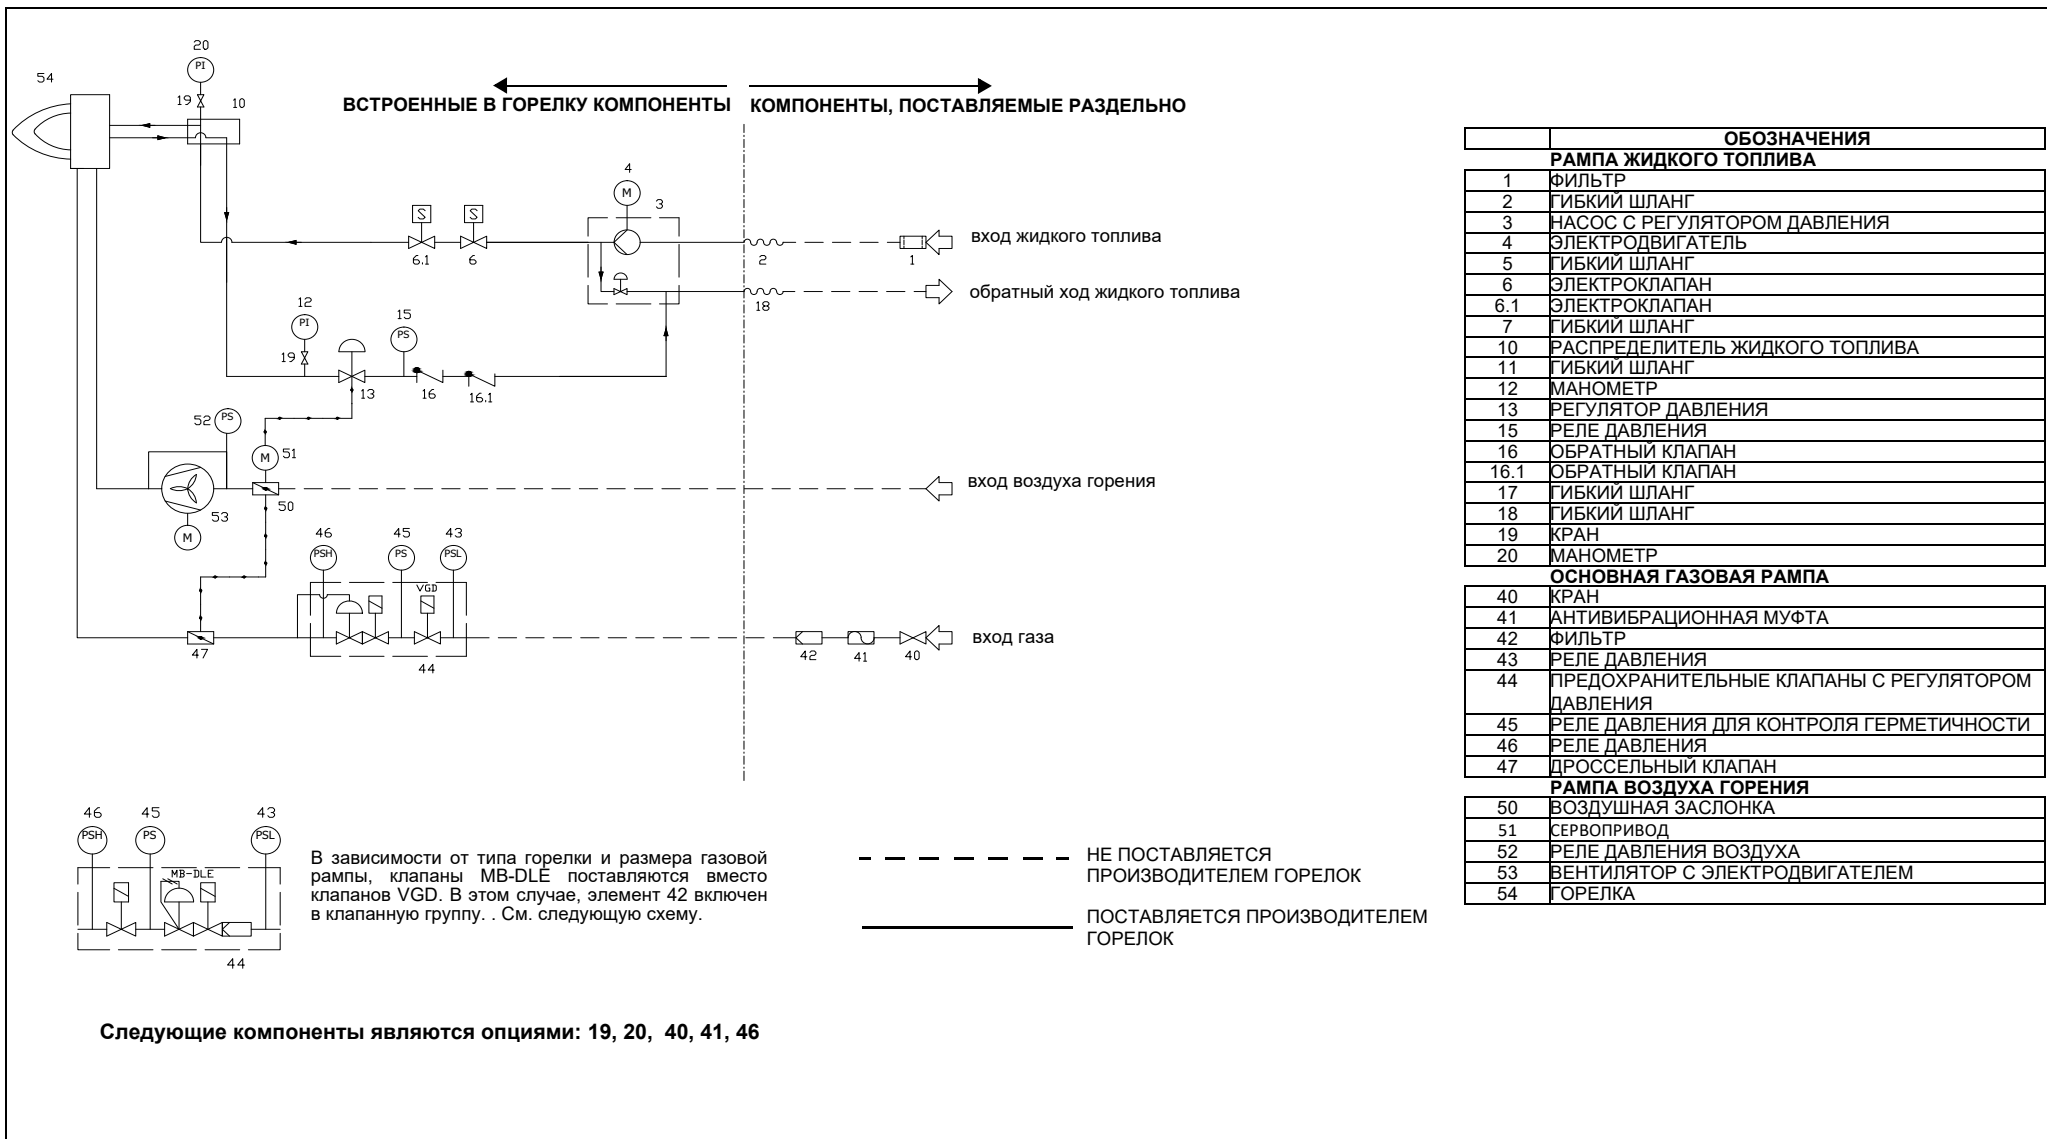 20
PI
54
19
10
ВСТРОЕННЫЕ В ГОРЕЛКУ КОМПОНЕНТЫ
КОМПОНЕНТЫ, ПОСТАВЛЯЕМЫЕ РАЗДЕЛЬНО
4
M
3
S
S
6.1
6
2
1
вход жидкого топлива
18
обратный ход жидкого топлива
12
PI
19
15
PS
13
16
16.1
52
PS
M
51
50
53
M
вход воздуха горения
46
45
43
PSH
PS
PSL
VGD
47
44
42
41
40
вход газа
46
45
43
PSH
PS
PSL
MB-DLE
44
В зависимости от типа горелки и размера газовой
рампы, клапаны MB-DLE поставляются вместо
клапанов VGD. В этом случае, элемент 42 включен
в клапанную группу. . См. следующую схему.
НЕ ПОСТАВЛЯЕТСЯ
ПРОИЗВОДИТЕЛЕМ ГОРЕЛОК
ПОСТАВЛЯЕТСЯ ПРОИЗВОДИТЕЛЕМ
ГОРЕЛОК
Следующие компоненты являются опциями: 19, 20, 40, 41, 46
ОБОЗНАЧЕНИЯ
РАМПА ЖИДКОГО ТОПЛИВА
1 ФИЛЬТР
2 ГИБКИЙ ШЛАНГ
3 НАСОС С РЕГУЛЯТОРОМ ДАВЛЕНИЯ
4 ЭЛЕКТРОДВИГАТЕЛЬ
5 ГИБКИЙ ШЛАНГ
6 ЭЛЕКТРОКЛАПАН
6.1 ЭЛЕКТРОКЛАПАН
7 ГИБКИЙ ШЛАНГ
10 РАСПРЕДЕЛИТЕЛЬ ЖИДКОГО ТОПЛИВА
11 ГИБКИЙ ШЛАНГ
12 МАНОМЕТР
13 РЕГУЛЯТОР ДАВЛЕНИЯ
15 РЕЛЕ ДАВЛЕНИЯ
16 ОБРАТНЫЙ КЛАПАН
16.1 ОБРАТНЫЙ КЛАПАН
17 ГИБКИЙ ШЛАНГ
18 ГИБКИЙ ШЛАНГ
19 КРАН
20 МАНОМЕТР
ОСНОВНАЯ ГАЗОВАЯ РАМПА
40 КРАН
41 АНТИВИБРАЦИОННАЯ МУФТА
42 ФИЛЬТР
43 РЕЛЕ ДАВЛЕНИЯ
44 ПРЕДОХРАНИТЕЛЬНЫЕ КЛАПАНЫ С РЕГУЛЯТОРОМ
ДАВЛЕНИЯ
45 РЕЛЕ ДАВЛЕНИЯ ДЛЯ КОНТРОЛЯ ГЕРМЕТИЧНОСТИ
46 РЕЛЕ ДАВЛЕНИЯ
47 ДРОССЕЛЬНЫЙ КЛАПАН
РАМПА ВОЗДУХА ГОРЕНИЯ
50 ВОЗДУШНАЯ ЗАСЛОНКА
51 СЕРВОПРИВОД
52 РЕЛЕ ДАВЛЕНИЯ ВОЗДУХА
53 ВЕНТИЛЯТОР С ЭЛЕКТРОДВИГАТЕЛЕМ
54 ГОРЕЛКА